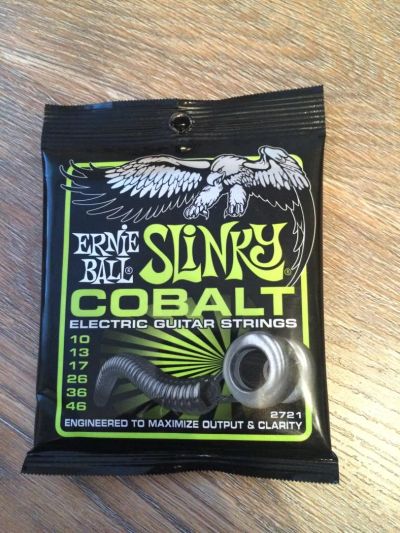 ERNIE BALL® SLINKY®
COBALT
ELECTRIC GUITAR STRINGS
10
13
17
26
36
46
2721
ENGINEERED TO MAXIMIZE OUTPUT & CLARITY